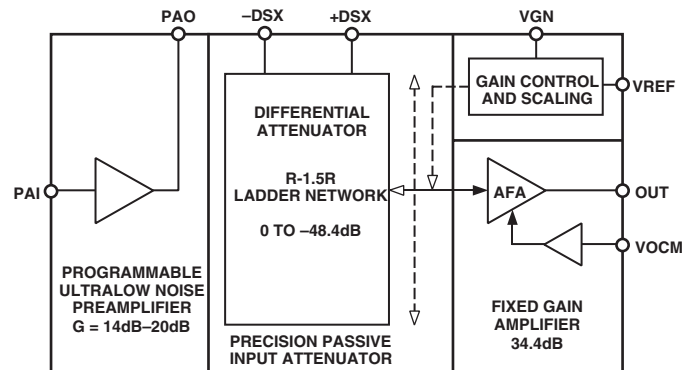 PAO
–DSX
+DSX
VGN
DIFFERENTIAL
ATTENUATOR
GAIN CONTROL
AND SCALING
VREF
R-1.5R
LADDER NETWORK
0 TO –48.4dB
PAI
AFA
OUT
VOCM
PROGRAMMABLE
ULTRALOW NOISE
PREAMPLIFIER
G = 14dB–20dB
PRECISION PASSIVE
INPUT ATTENUATOR
FIXED GAIN
AMPLIFIER
34.4dB